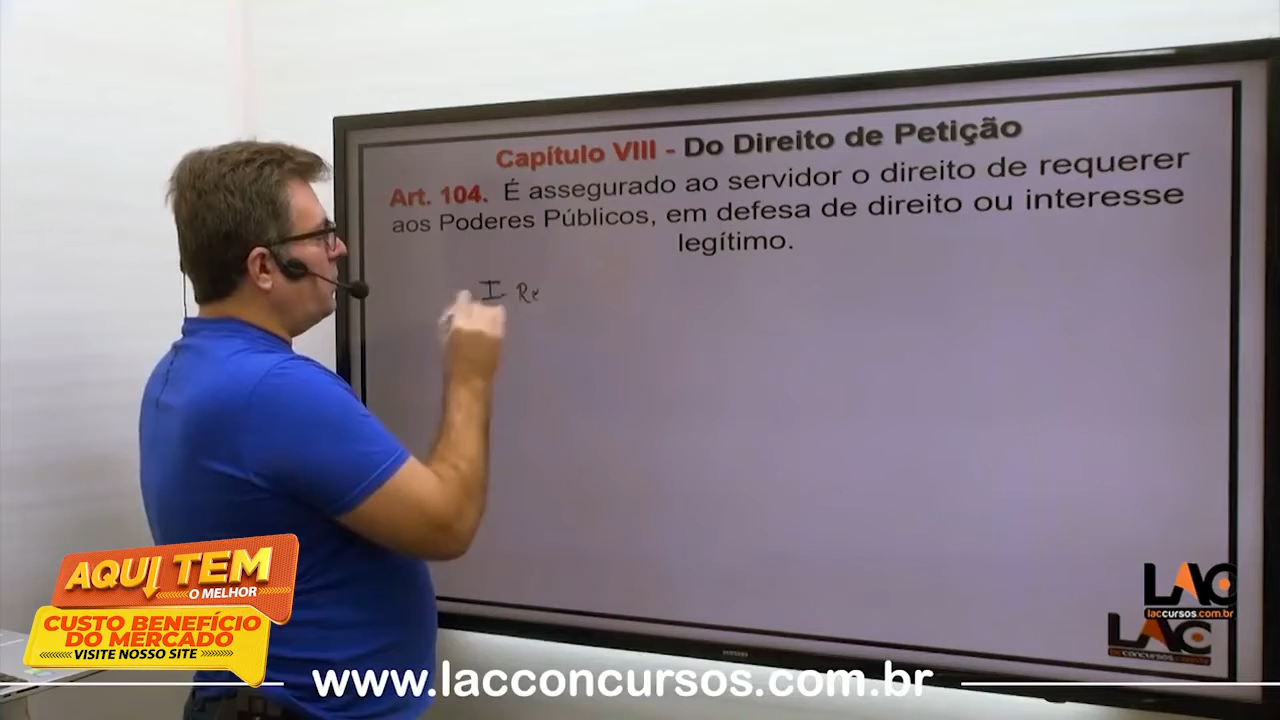 Capítulo VIII - Do Direito de Petição
Art. 104. É assegurado ao servidor o direito de requerer
aos Poderes Públicos, em defesa de direito ou interesse
legítimo.
I- Re
AQUI TEM
O MELHOR
CUSTO BENEFÍCIO
DO MERCADO
VISITE NOSSO SITE
LAC
laccursos.com.br
LAC
www.lacconcursos.com.br